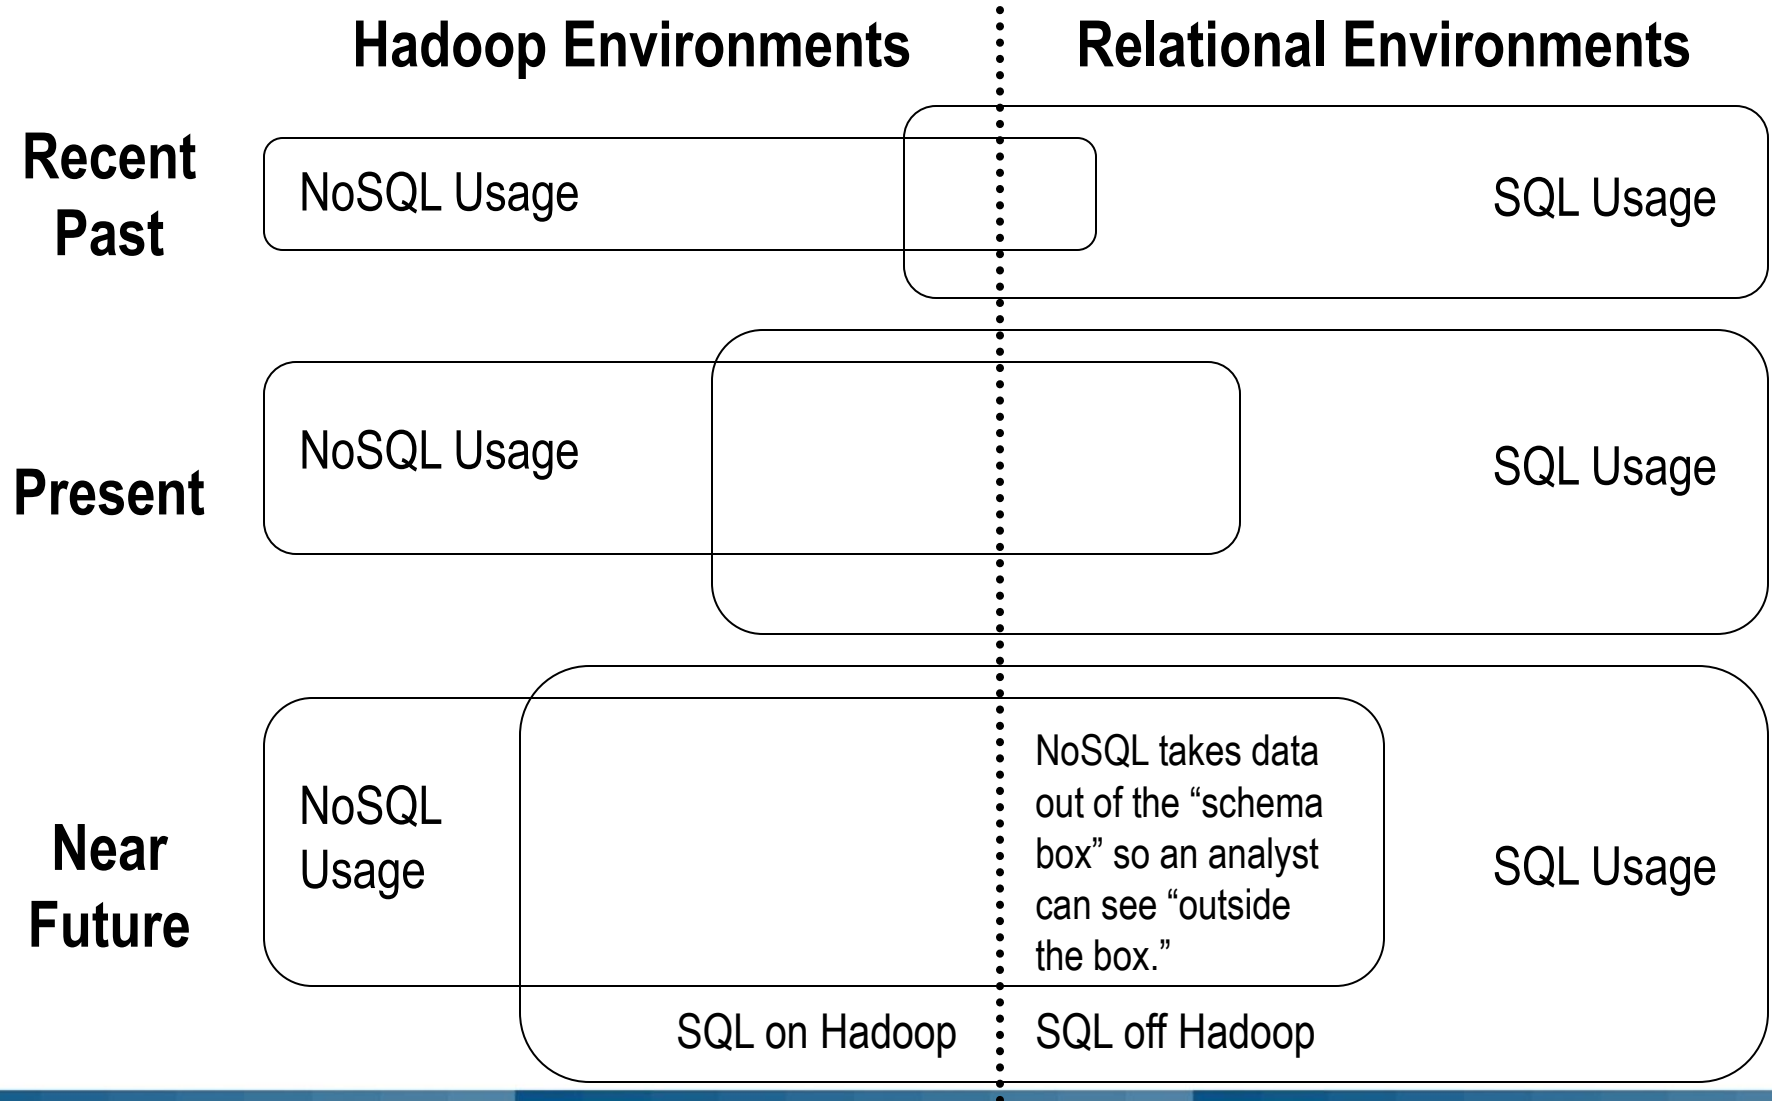 Hadoop Environments
Relational Environments
Recent
Past
NoSQL Usage
SQL Usage
Present
NoSQL Usage
SQL Usage
Near
Future
NoSQL
Usage
NoSQL takes data
out of the “schema
box” so an analyst
can see “outside
the box.”
SQL Usage
SQL on Hadoop
SQL off Hadoop